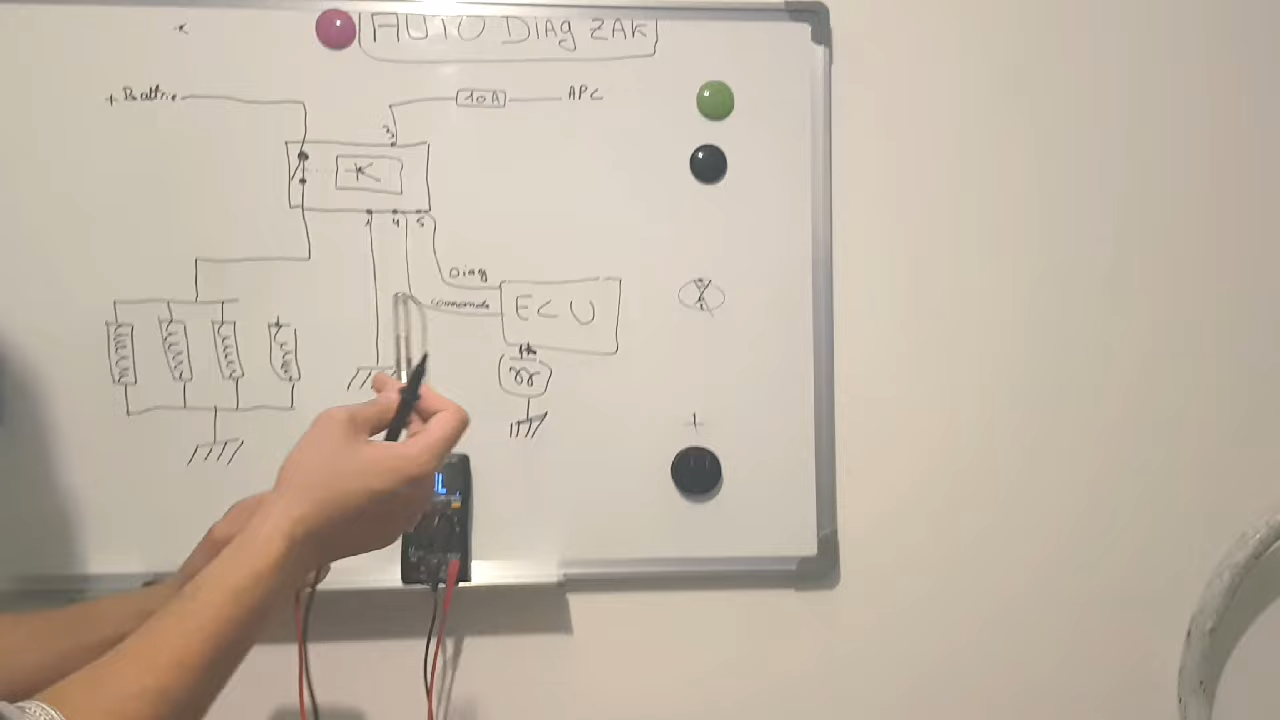 AUTO Diag ZAK
+ Battrie
10A
APC
3
K
1 4 5
Diag
commande
ECU
+